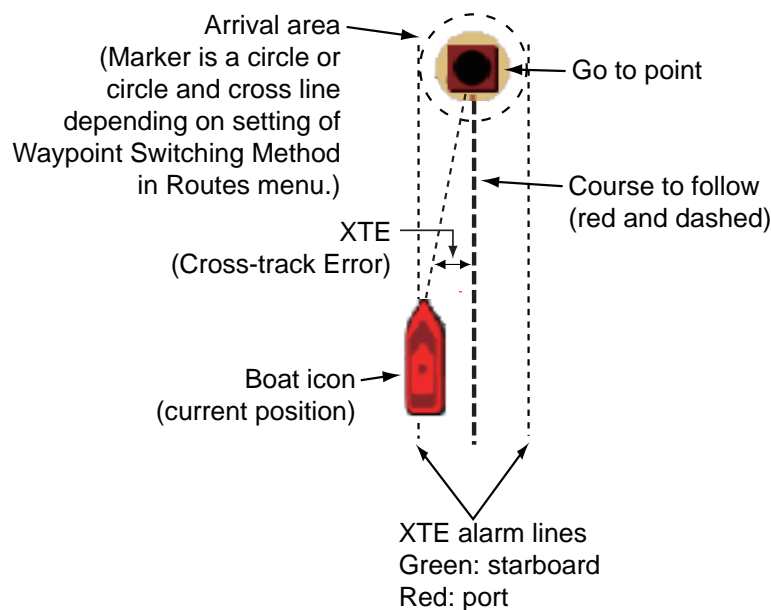 Arrival area
(Marker is a circle or
circle and cross line
depending on setting of
Waypoint Switching Method
in Routes menu.)
Go to point
Course to follow
(red and dashed)
XTE
(Cross-track Error)
Boat icon
(current position)
XTE alarm lines
Green: starboard
Red: port